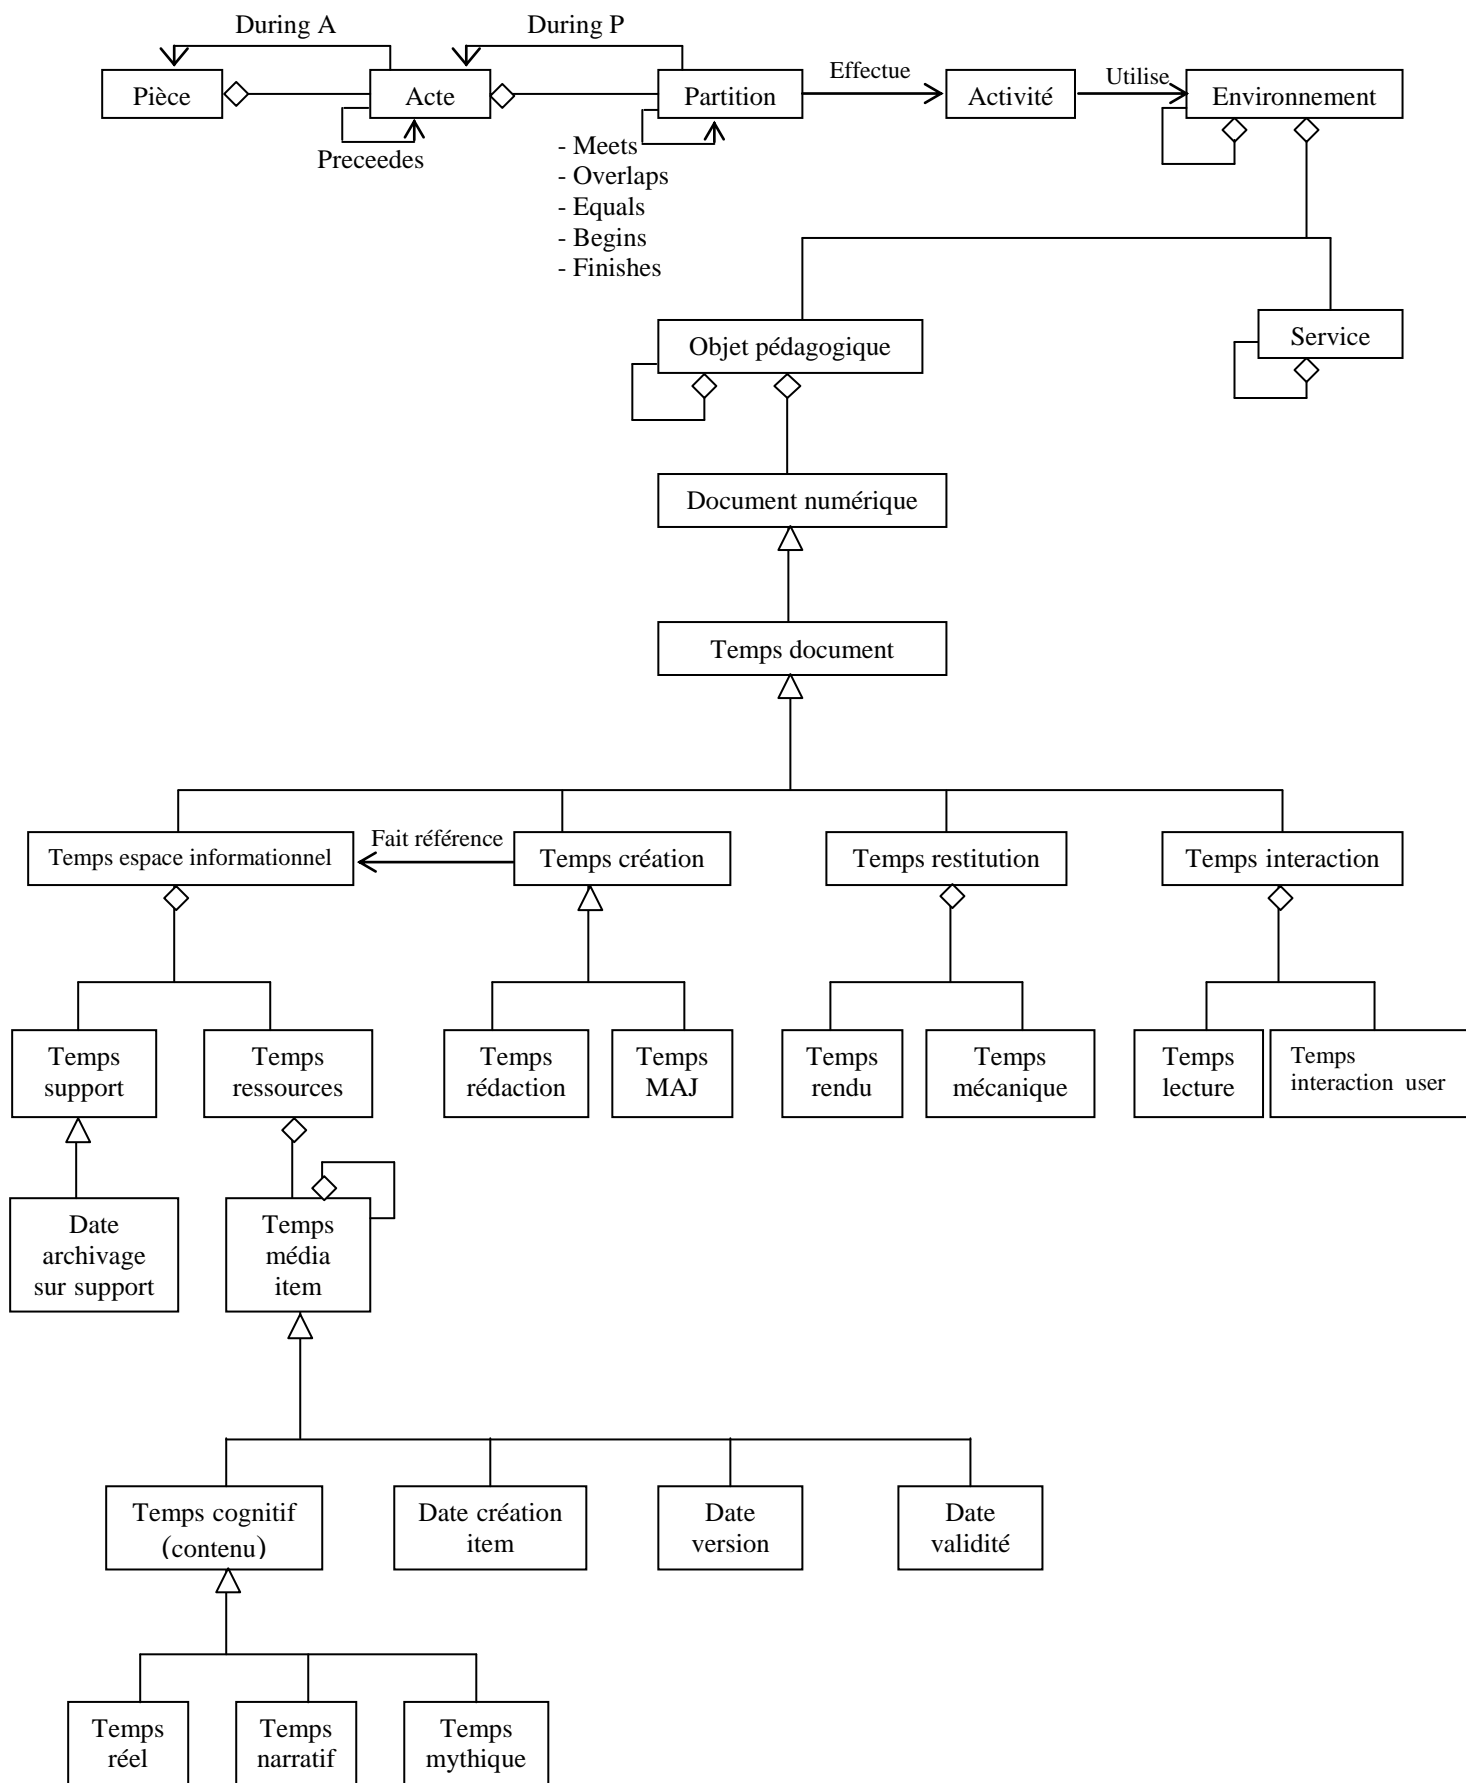 During A
During P
Pièce
Acte
Partition
Effectue
Activité
Utilise
Environnement
Preceedes
- Meets
- Overlaps
- Equals
- Begins
- Finishes
Objet pédagogique
Service
Document numérique
Temps document
Temps espace informationnel
Fait référence
Temps création
Temps restitution
Temps interaction
Temps
support
Temps
ressources
Temps
rédaction
Temps
MAJ
Temps
rendu
Temps
mécanique
Temps
lecture
Temps
interaction user
Date
archivage
sur support
Temps
média
item
Temps cognitif
(contenu)
Date création
item
Date
version
Date
validité
Temps
réel
Temps
narratif
Temps
mythique